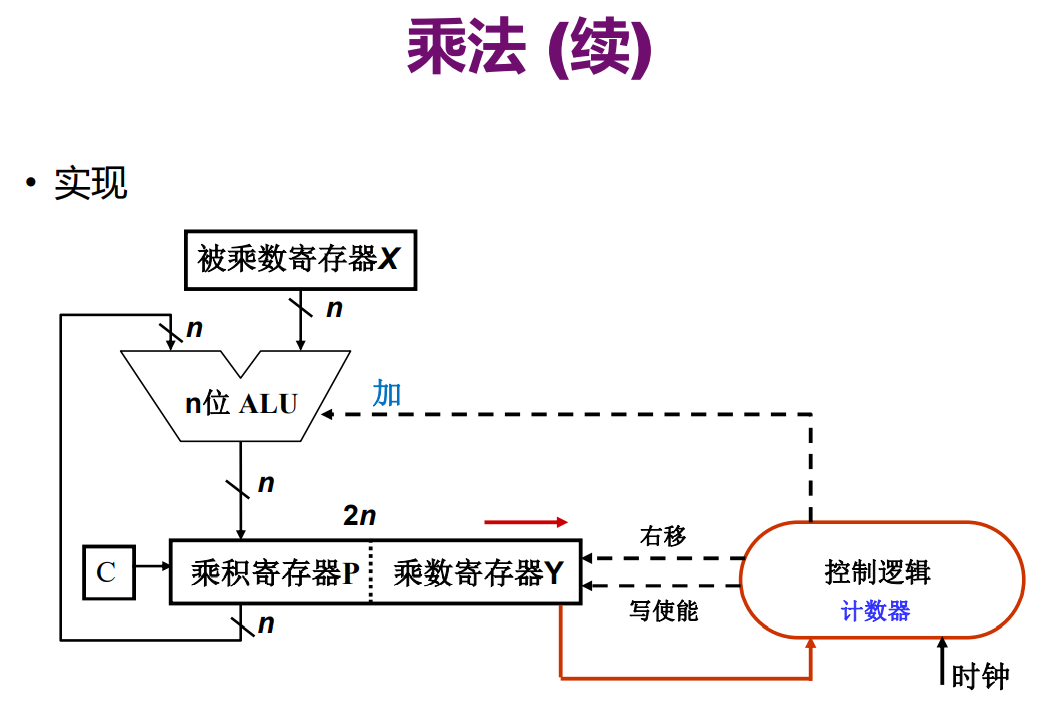 乘法 (续)
• 实现
被乘数寄存器X
n
n
n位 ALU
加
n
2n
右移
C
乘积寄存器P
乘数寄存器Y
控制逻辑
写使能
计数器
n
时钟